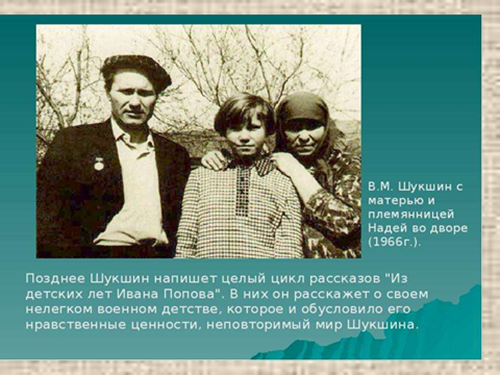 В.М. Шукшин с
матерью и
племянницей
Надей во дворе
(1966г.).
Позднее Шукшин напишет целый цикл рассказов "Из
детских лет Ивана Попова". В них он расскажет о своем
нелегком военном детстве, которое и обусловило его
нравственные ценности, неповторимый мир Шукшина.